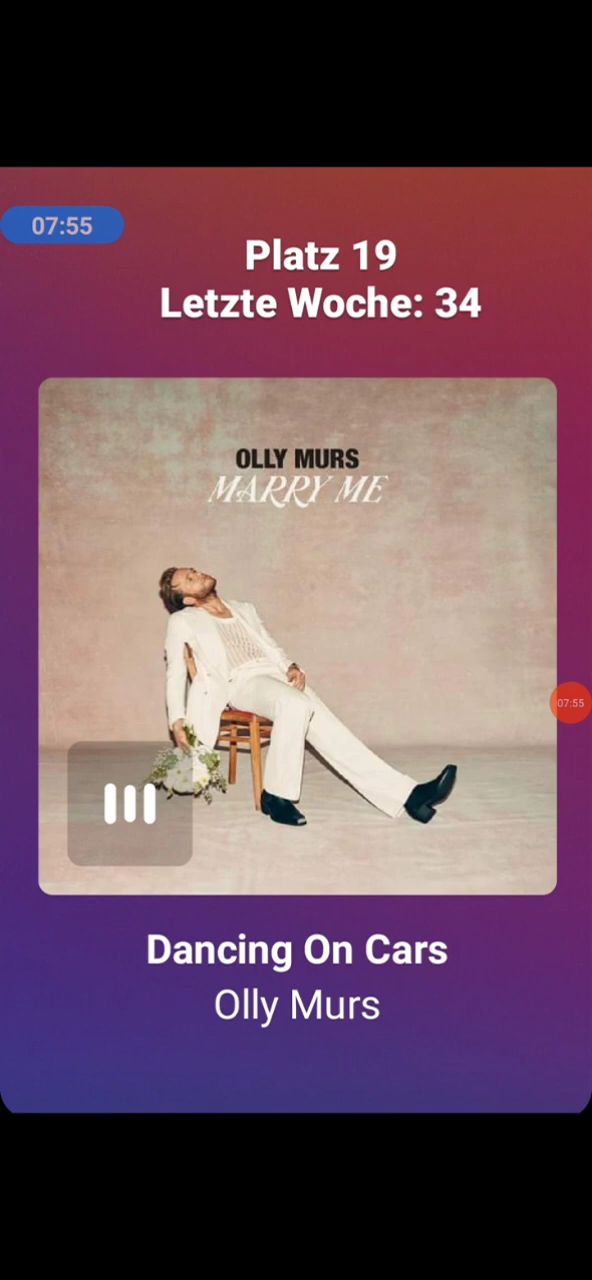 07:55
Platz 19
Letzte Woche: 34
OLLY MURS
MARRY ME
07:55
Dancing On Cars
Olly Murs